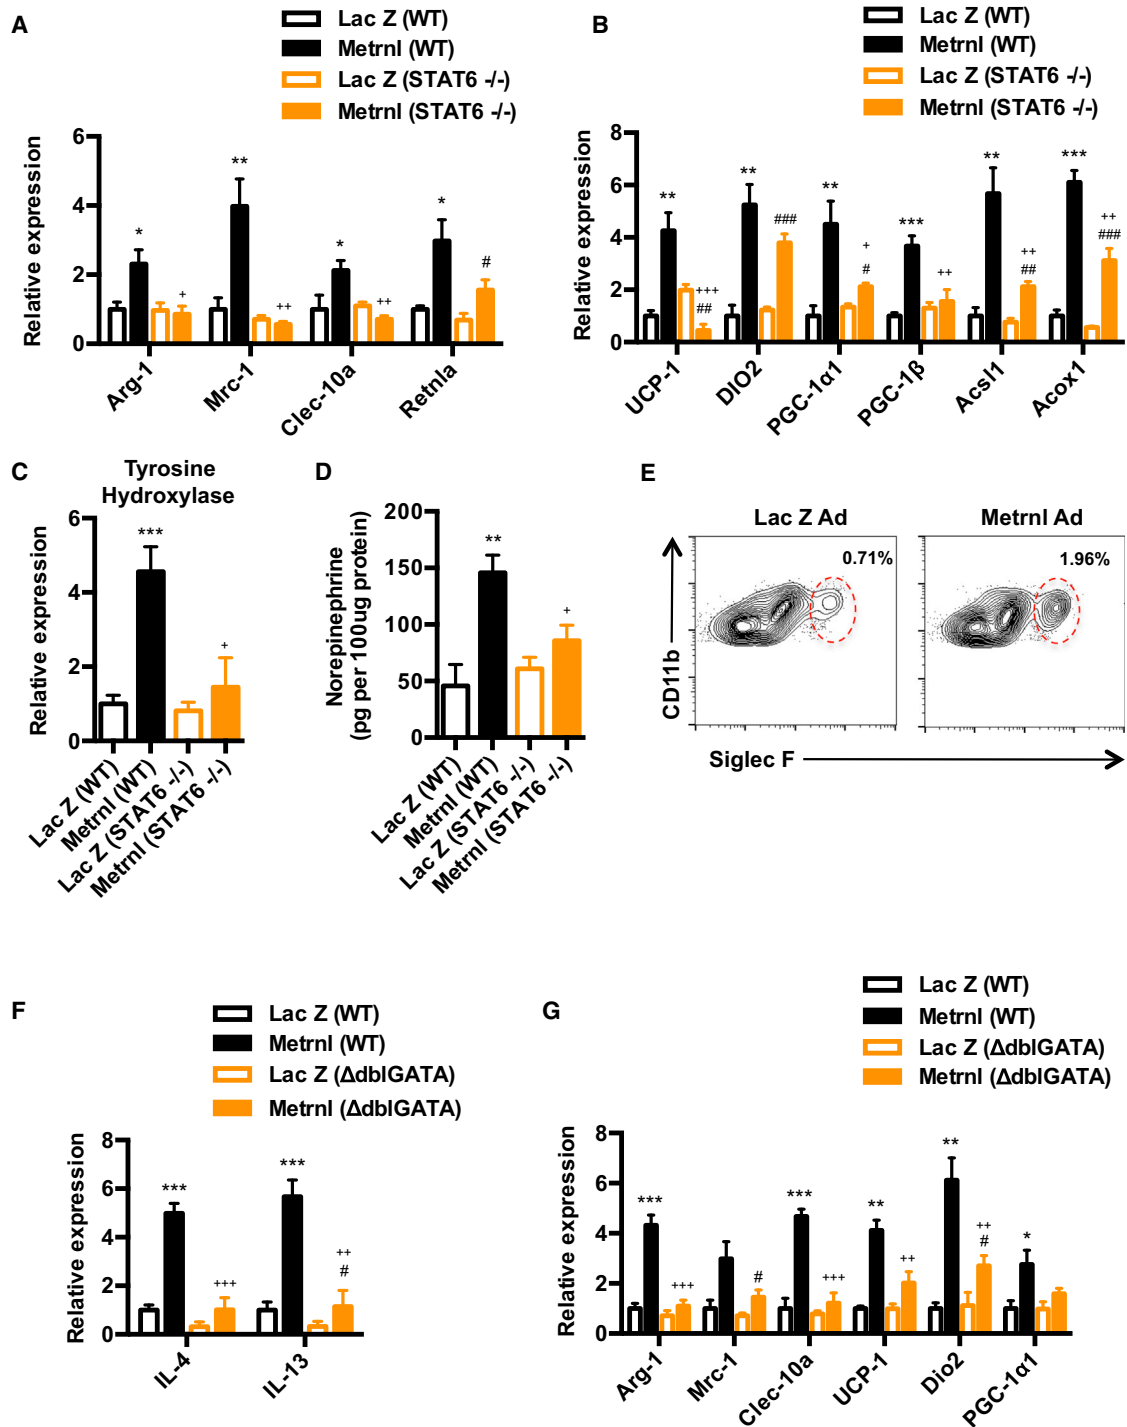 A
Lac Z (WT)
Metrnl (WT)
Lac Z (STAT6 -/-)
Metrnl (STAT6 -/-)
Relative expression
6
4
2
0
*
**
*
*
+
++
++
#
Arg-1
Mrc-1
Clec-10a
Retnla
B
Lac Z (WT)
Metrnl (WT)
Lac Z (STAT6 -/-)
Metrnl (STAT6 -/-)
Relative expression
8
6
4
2
0
**
+++
##
**
###
**
+
#
***
++
**
++
##
***
++
###
UCP-1
DIO2
PGC-1α1
PGC-1β
Acsl1
Acox1
C
Tyrosine
Hydroxylase
Relative expression
6
4
2
0
***
+
Lac Z (WT)
Metrnl (WT)
Lac Z (STAT6 -/-)
Metrnl (STAT6 -/-)
D
Norepinephrine
(pg per 100ug protein)
200
150
100
50
0
**
+
Lac Z (WT)
Metrnl (WT)
Lac Z (STAT6 -/-)
Metrnl (STAT6 -/-)
E
Lac Z Ad
Metrnl Ad
0.71%
1.96%
CD11b
Siglec F
F
Lac Z (WT)
Metrnl (WT)
Lac Z (ΔdblGATA)
Metrnl (ΔdblGATA)
Relative expression
8
6
4
2
0
***
+++
***
++
#
IL-4
IL-13
G
Lac Z (WT)
Metrnl (WT)
Lac Z (ΔdblGATA)
Metrnl (ΔdblGATA)
Relative expression
8
6
4
2
0
***
+++
#
***
+++
**
++
**
++
#
*
Arg-1
Mrc-1
Clec-10a
UCP-1
Dio2
PGC-1α1